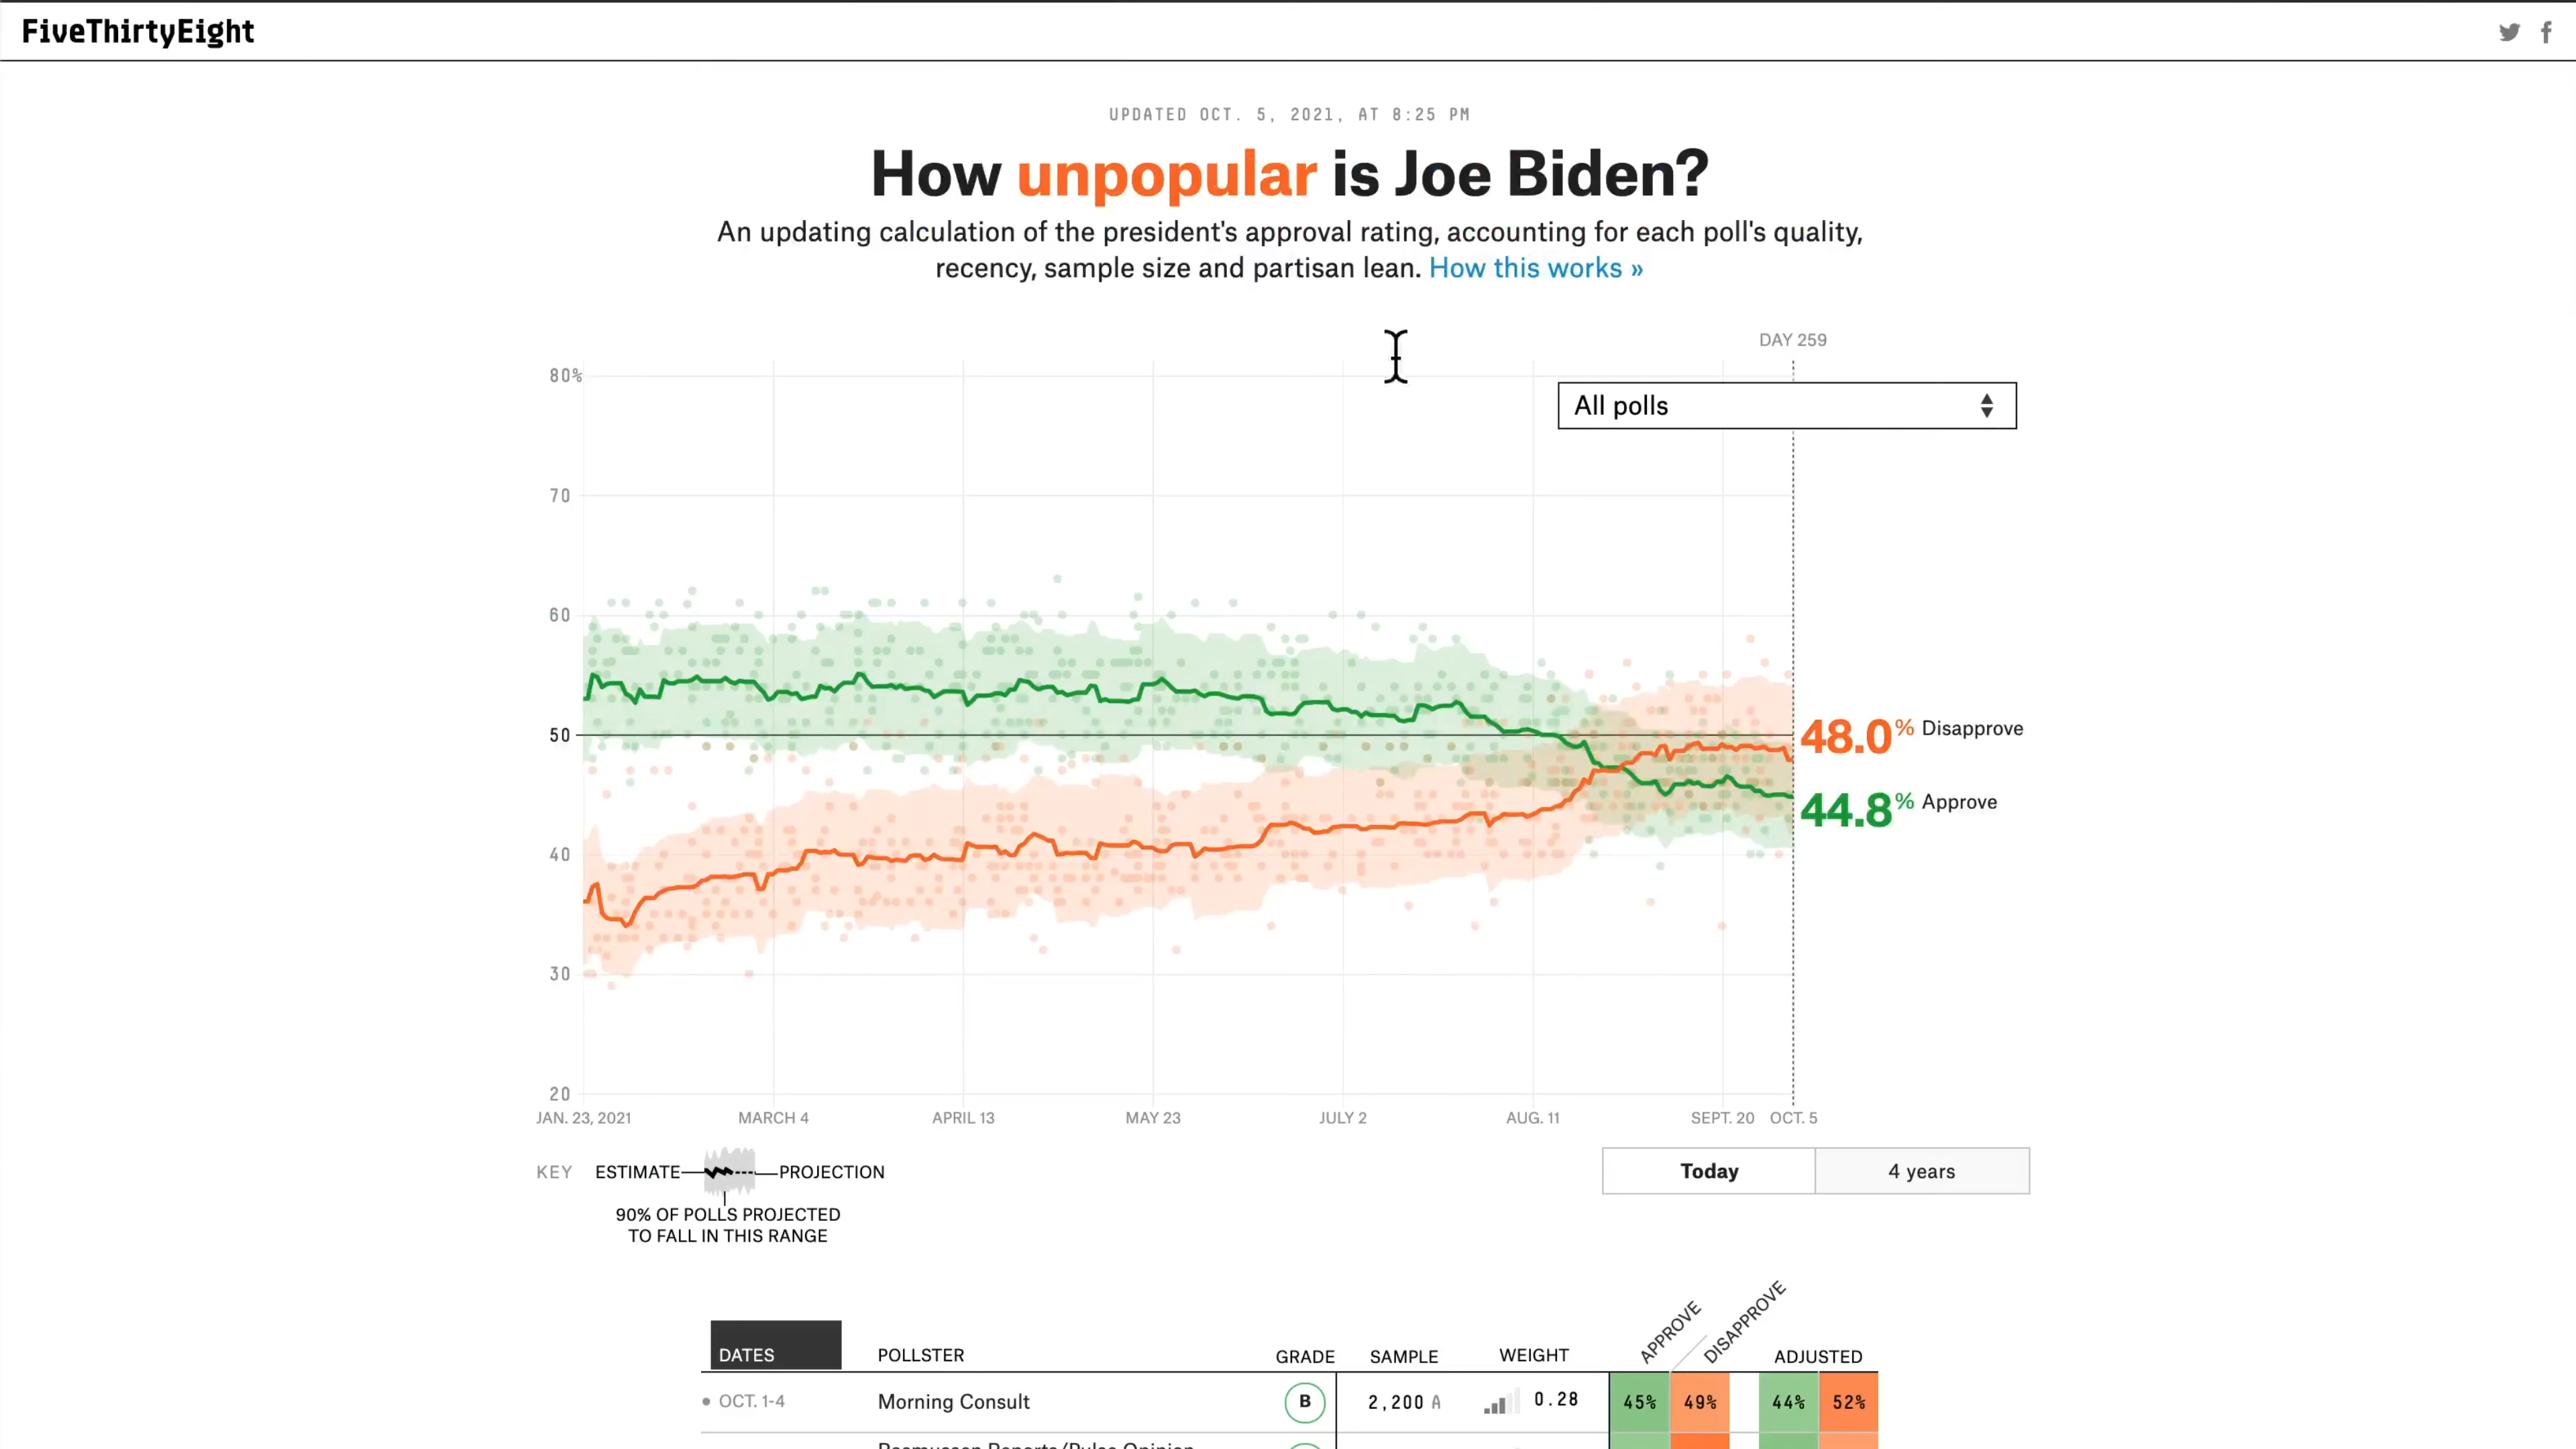 FiveThirtyEight
UPDATED OCT. 5, 2021, AT 8:25 PM
How unpopular is Joe Biden?
An updating calculation of the president's approval rating, accounting for each poll's quality,
recency, sample size and partisan lean. How this works »
DAY 259
All polls
80%
70
60
50
40
30
20
48.0% Disapprove
44.8% Approve
JAN. 23, 2021 MARCH 4 APRIL 13 MAY 23 JULY 2 AUG. 11 SEPT. 20 OCT. 5
KEY ESTIMATE PROJECTION
90% OF POLLS PROJECTED
TO FALL IN THIS RANGE
Today 4 years
DATES POLLSTER GRADE SAMPLE WEIGHT APPROVE DISAPPROVE ADJUSTED
OCT. 1-4 Morning Consult B 2,200 A 0.28 45% 49% 44% 52%